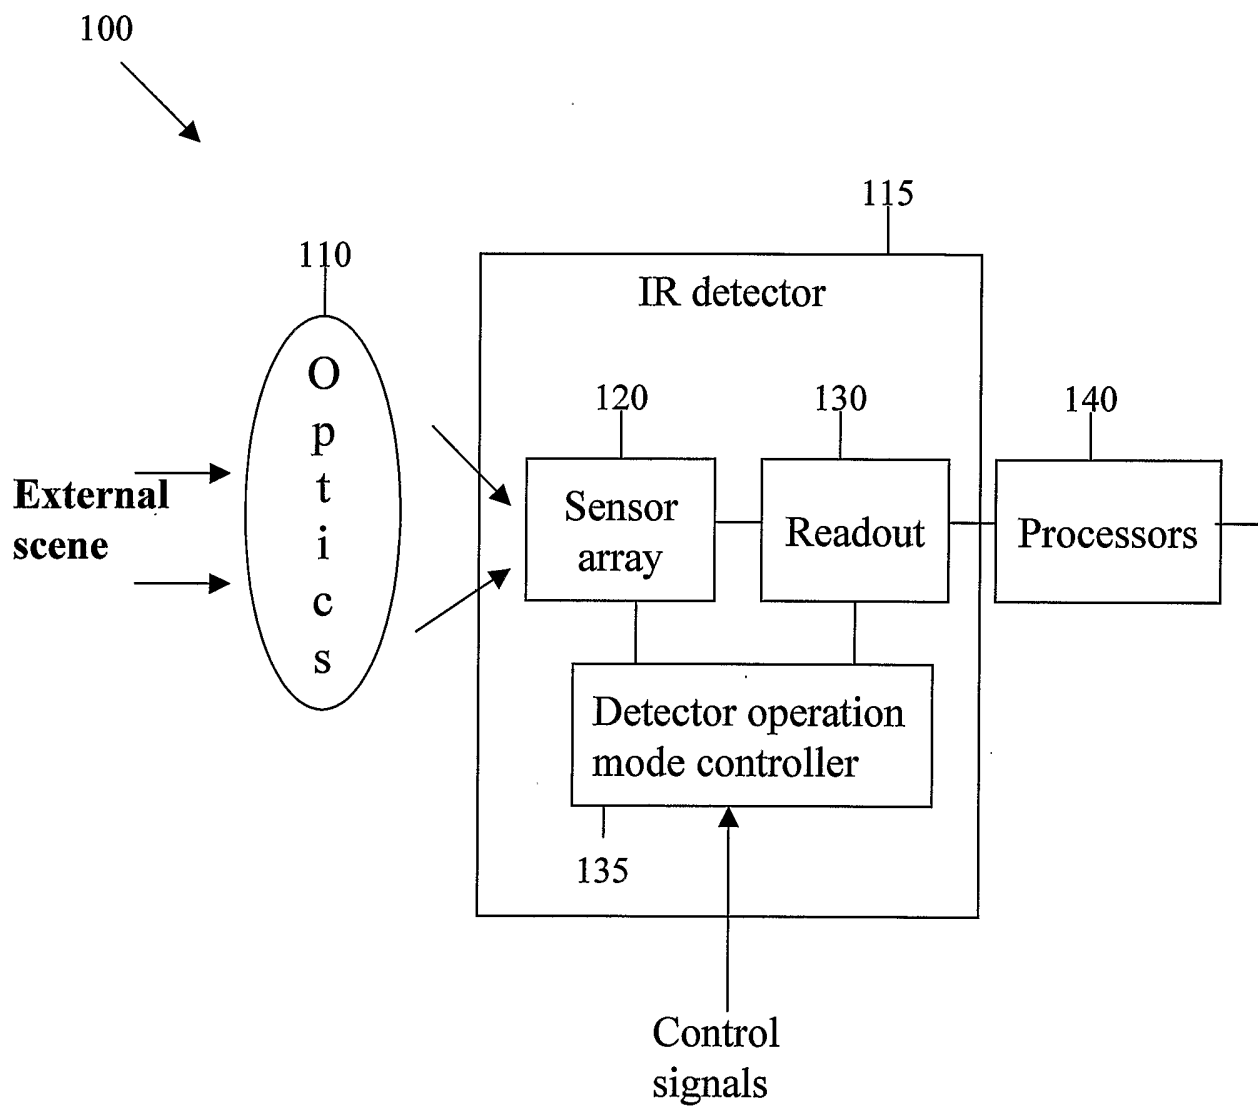 100
115
110
IR detector
Optics
120
130
140
External
scene
Sensor
array
Readout
Processors
Detector operation
mode controller
135
Control
signals